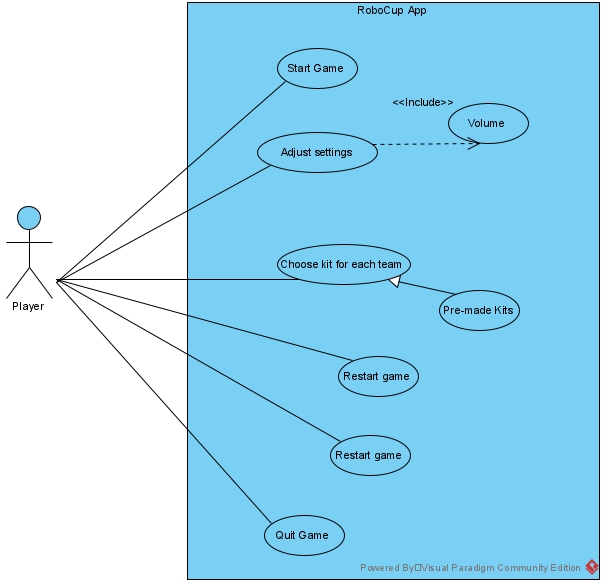 RoboCup App
Start Game
<<Include>>
Volume
Adjust settings
Choose kit for each team
Player
Pre-made Kits
Restart game
Restart game
Quit Game
Powered By□Visual Paradigm Community Edition